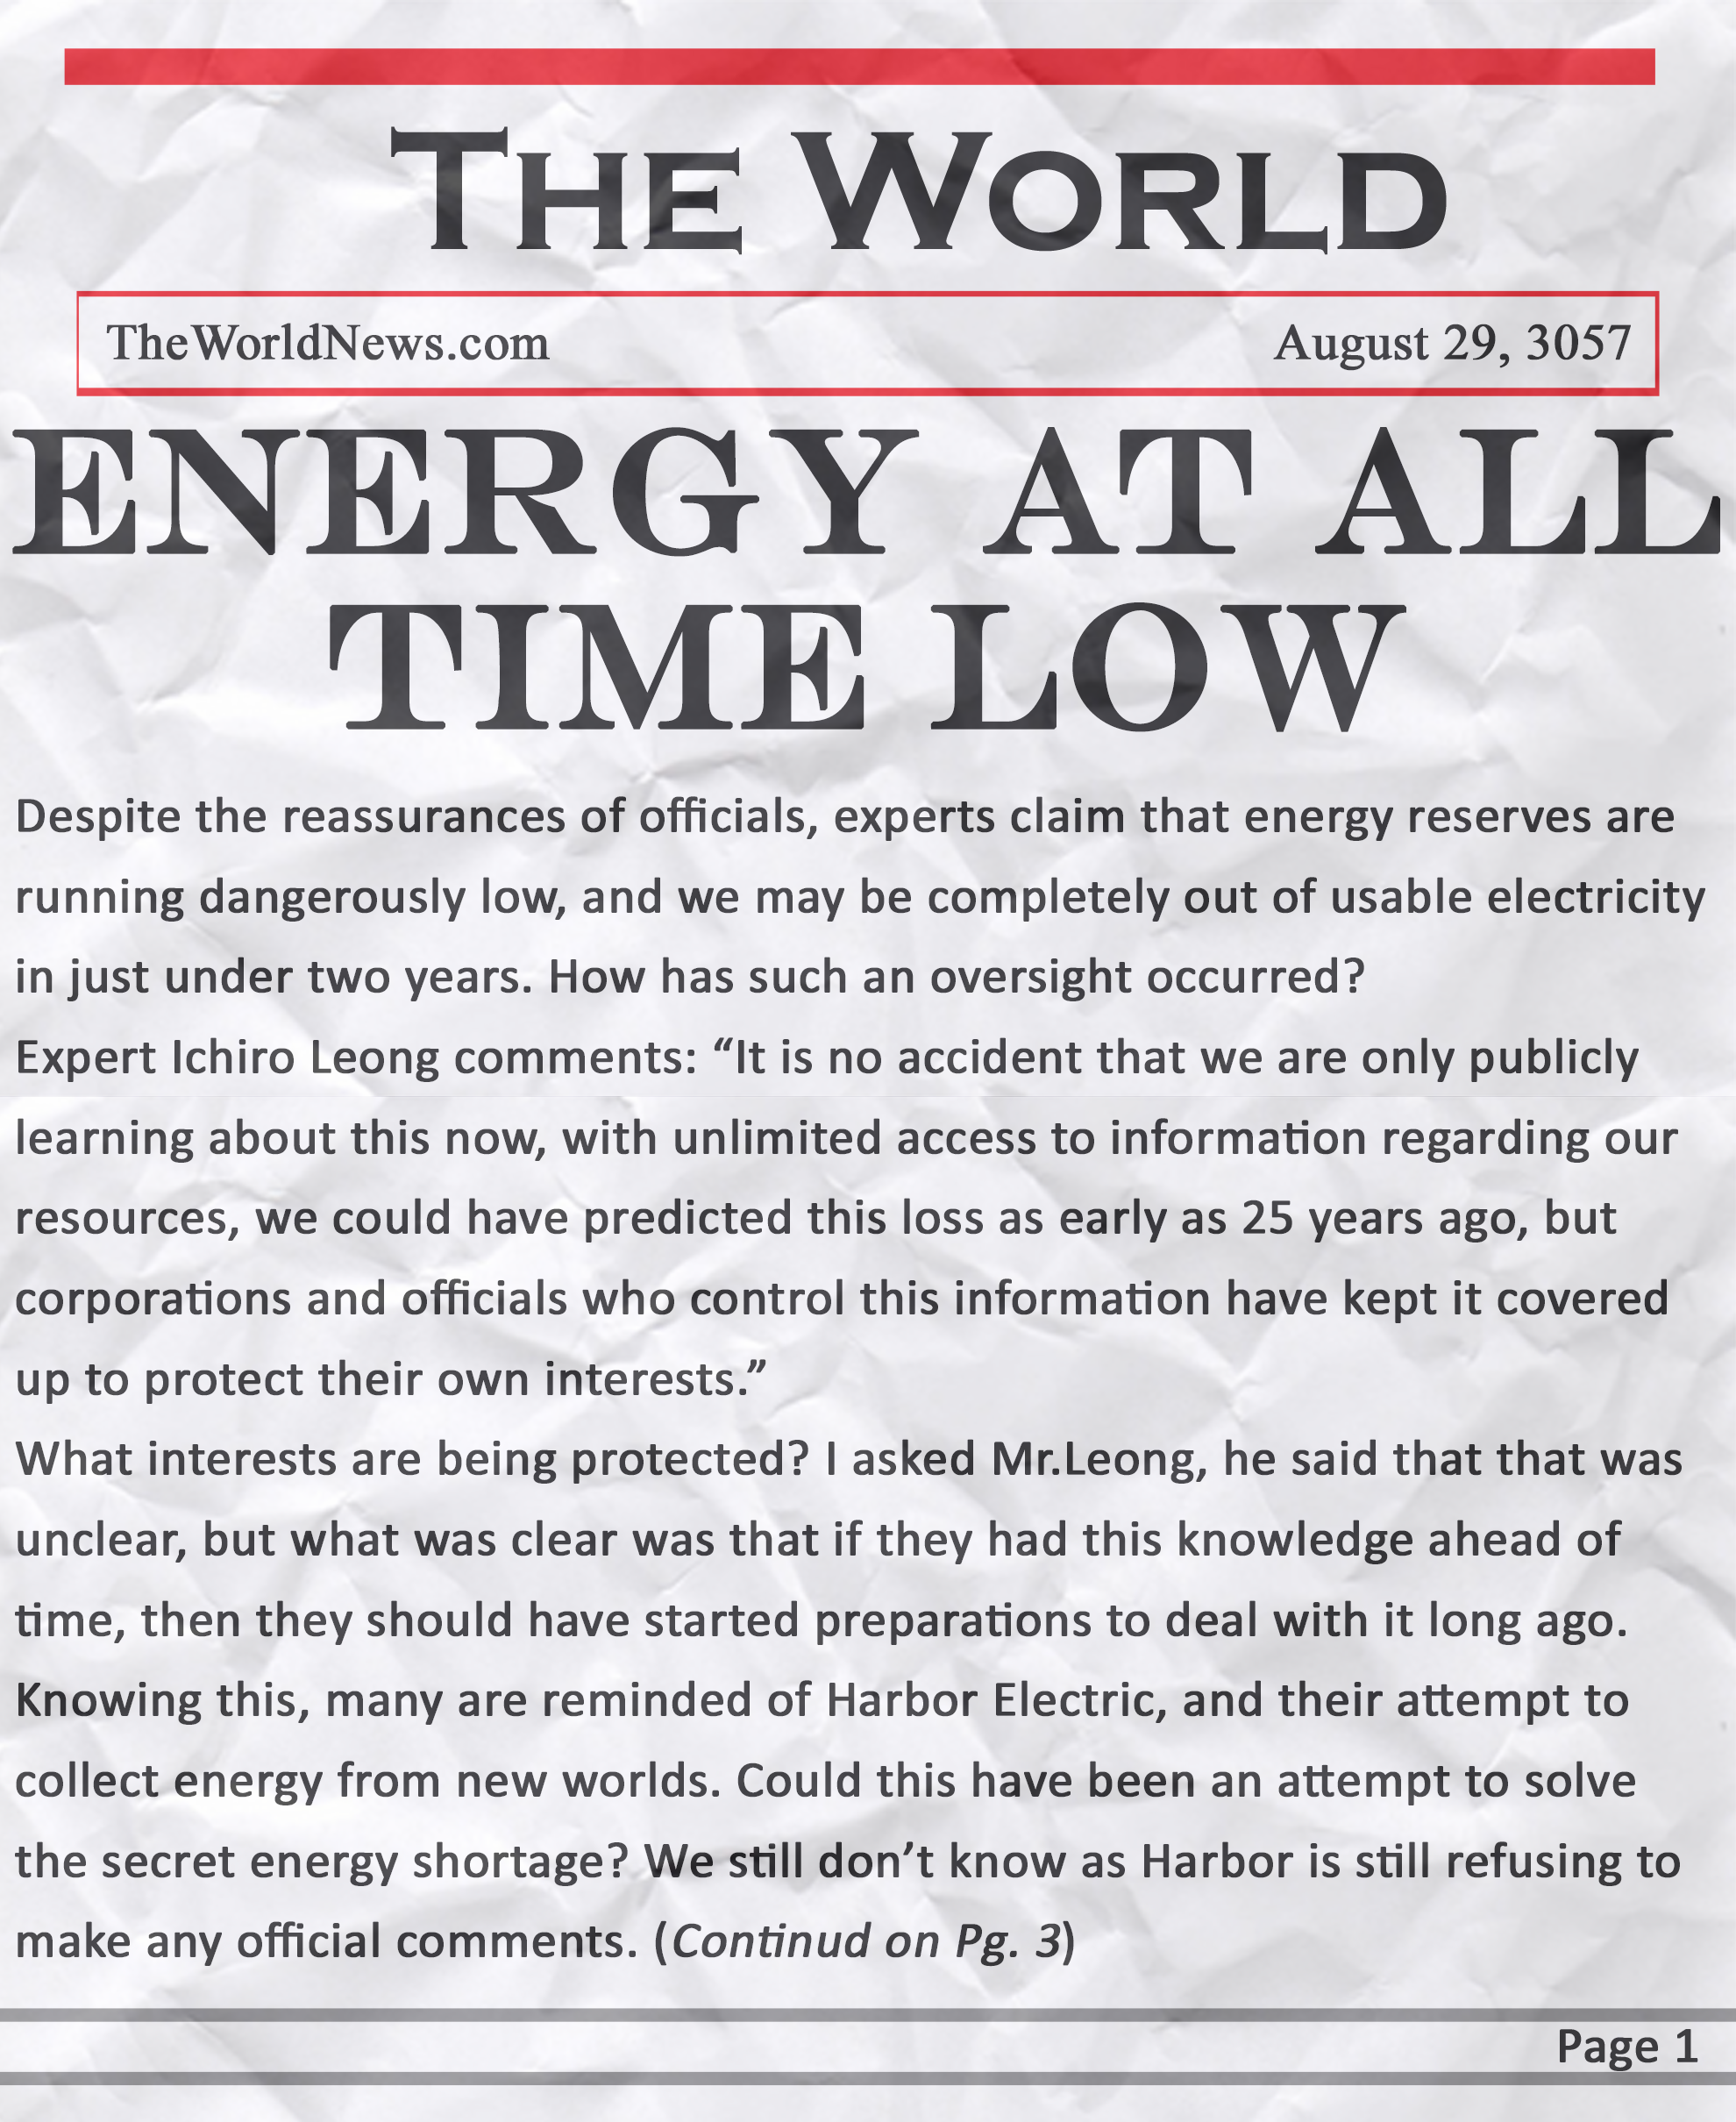 The World
TheWorldNews.com
August 29, 3057
ENERGY AT ALL
TIME LOW
Despite the reassurances of officials, experts claim that energy reserves are
running dangerously low, and we may be completely out of usable electricity
in just under two years. How has such an oversight occurred?
Expert Ichiro Leong comments: “It is no accident that we are only publicly
learning about this now, with unlimited access to information regarding our
resources, we could have predicted this loss as early as 25 years ago, but
corporations and officials who control this information have kept it covered
up to protect their own interests.”
What interests are being protected? I asked Mr.Leong, he said that that was
unclear, but what was clear was that if they had this knowledge ahead of
time, then they should have started preparations to deal with it long ago.
Knowing this, many are reminded of Harbor Electric, and their attempt to
collect energy from new worlds. Could this have been an attempt to solve
the secret energy shortage? We still don’t know as Harbor is still refusing to
make any official comments. (Continud on Pg. 3)
Page 1